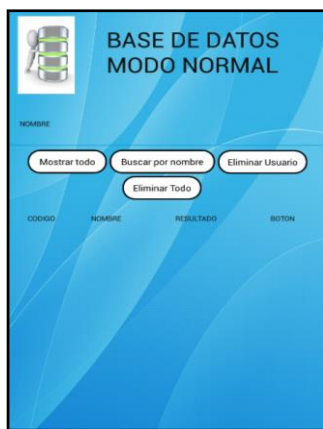 BASE DE DATOS
MODO NORMAL
NOMBRE
Mostrar todo Buscar por nombre Eliminar Usuario
Eliminar Todo
CODIGO NOMBRE RESULTADO BOTON